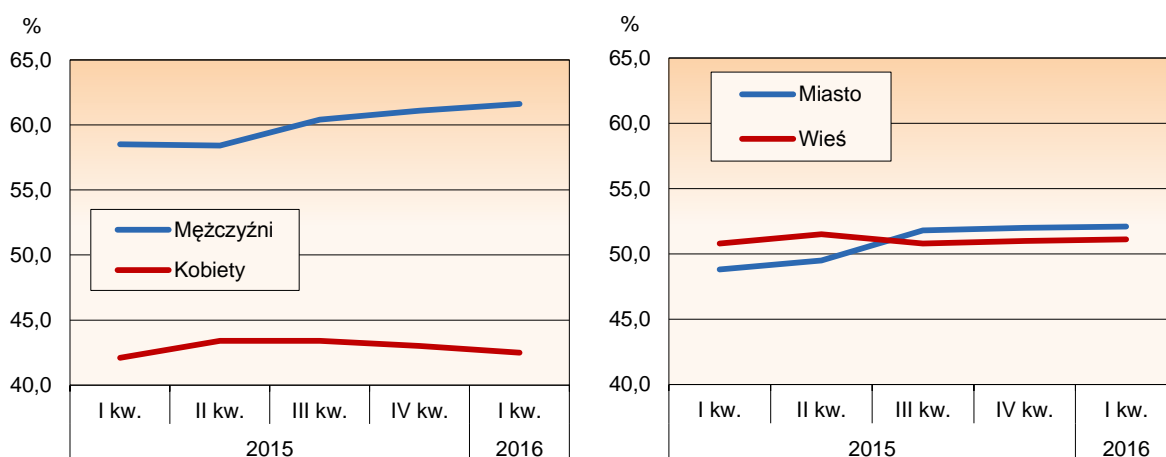 %
65,0
60,0
55,0
50,0
45,0
40,0
Mężczyźni
Kobiety
I kw.
II kw.
III kw.
IV kw.
I kw.
2015
2016
%
65,0
60,0
55,0
50,0
45,0
40,0
Miasto
Wieś
I kw.
II kw.
III kw.
IV kw.
I kw.
2015
2016